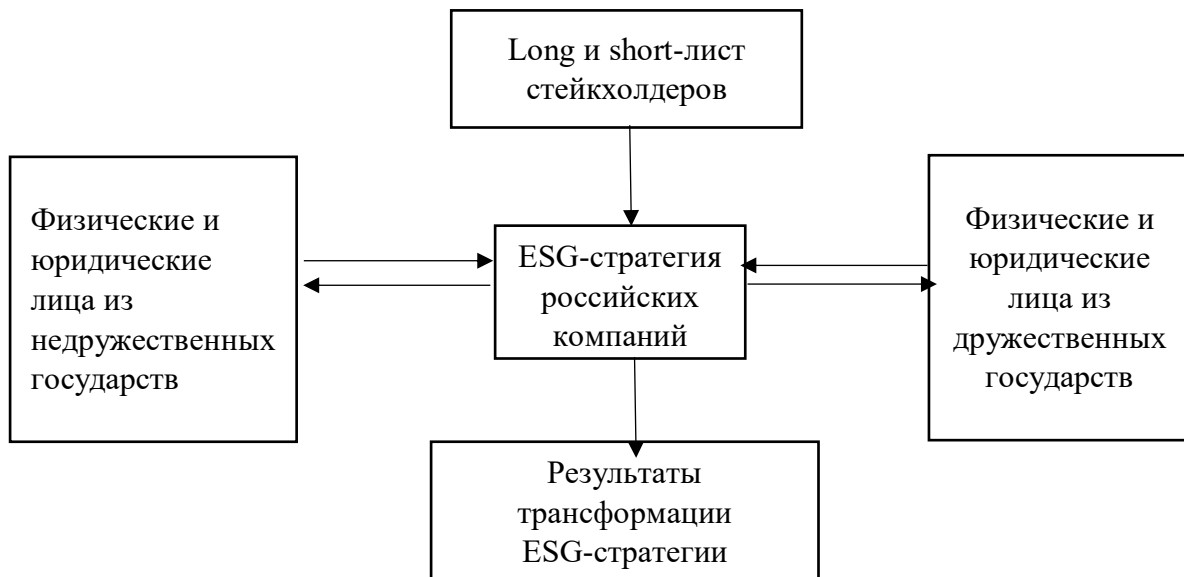 Long и short-лист
стейкхолдеров
Физические и
юридические
лица из
недружественных
государств
ESG-стратегия
российских
компаний
Физические и
юридические
лица из
дружественных
государств
Результаты
трансформации
ESG-стратегии